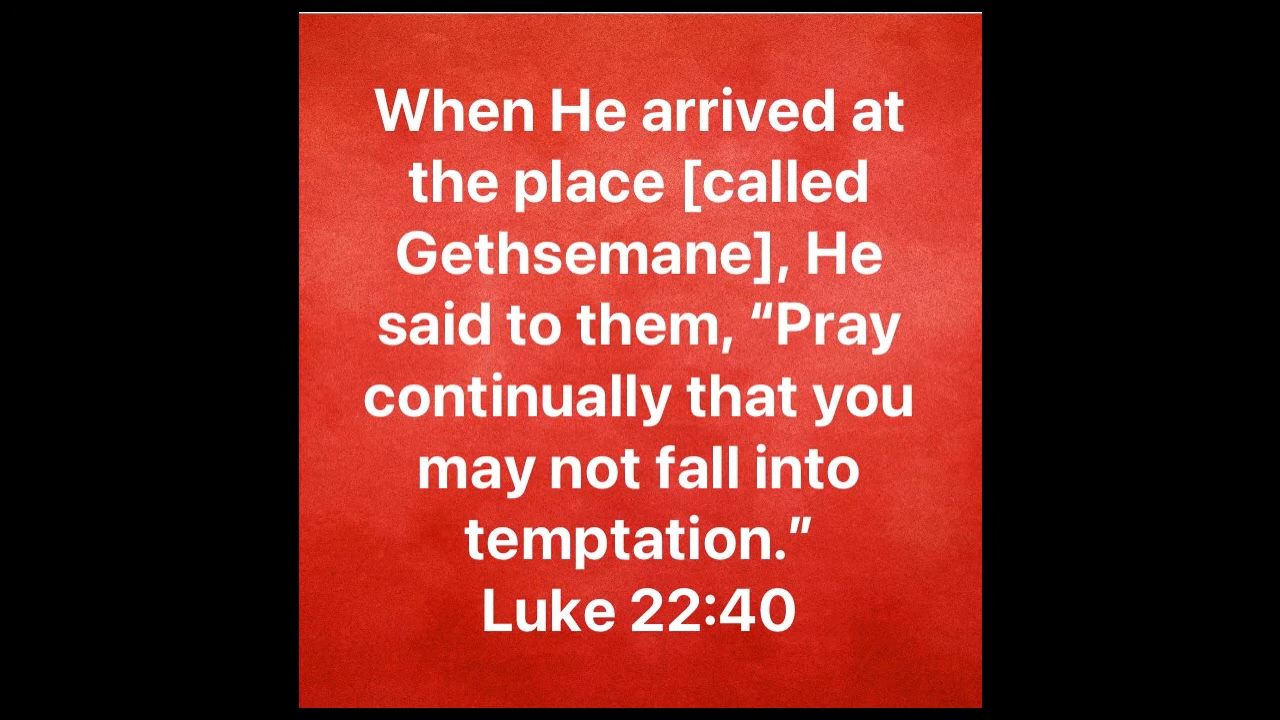 When He arrived at
the place [called
Gethsemane], He
said to them, “Pray
continually that you
may not fall into
temptation.”
Luke 22:40